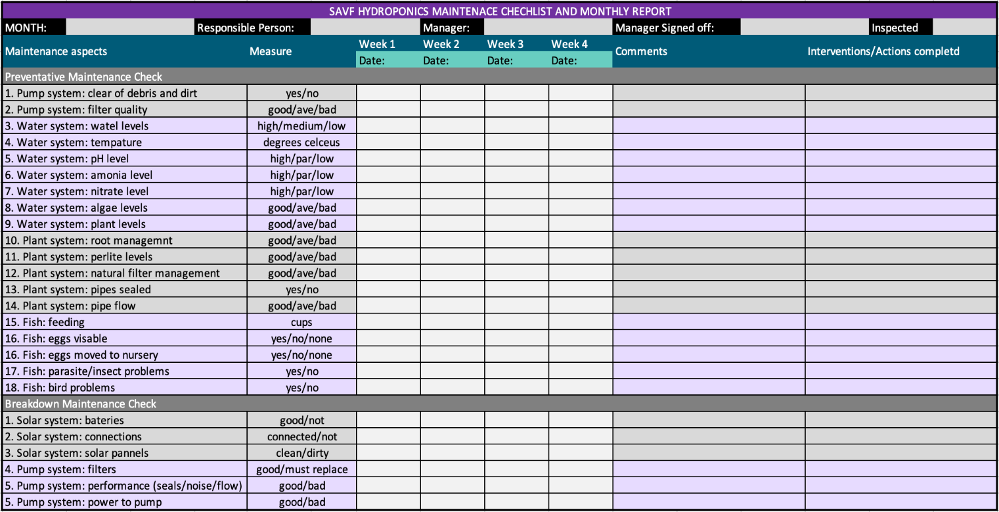 SAVF HYDROPONICS MAINTENACE CHECHLIST AND MONTHLY REPORT
MONTH: Responsible Person: Manager: Manager Signed off: Inspected
Maintenance aspects Measure Week 1 Week 2 Week 3 Week 4 Comments Interventions/Actions completd
Date: Date: Date: Date:
Preventative Maintenance Check
1. Pump system: clear of debris and dirt yes/no
2. Pump system: filter quality good/ave/bad
3. Water system: watel levels high/medium/low
4. Water system: tempature degrees celceus
5. Water system: pH level high/par/low
6. Water system: amonia level high/par/low
7. Water system: nitrate level high/par/low
8. Water system: algae levels good/ave/bad
9. Water system: plant levels good/ave/bad
10. Plant system: root managemnt good/ave/bad
11. Plant system: perlite levels good/ave/bad
12. Plant system: natural filter management good/ave/bad
13. Plant system: pipes sealed yes/no
14. Plant system: pipe flow good/ave/bad
15. Fish: feeding cups
16. Fish: eggs visable yes/no/none
16. Fish: eggs moved to nursery yes/no/none
17. Fish: parasite/insect problems yes/no
18. Fish: bird problems yes/no
Breakdown Maintenance Check
1. Solar system: bateries good/not
2. Solar system: connections connected/not
3. Solar system: solar pannels clean/dirty
4. Pump system: filters good/must replace
5. Pump system: performance (seals/noise/flow) good/bad
5. Pump system: power to pump good/bad